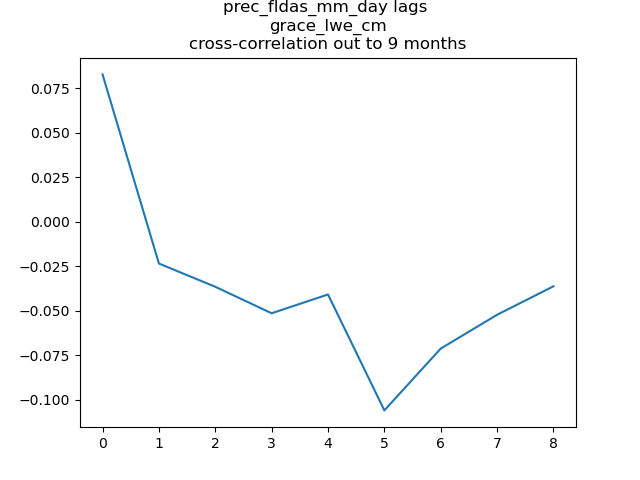 prec_fldas_mm_day lags
grace_lwe_cm
cross-correlation out to 9 months
0.075
0.050
0.025
0.000
−0.025
−0.050
−0.075
−0.100
0 1 2 3 4 5 6 7 8